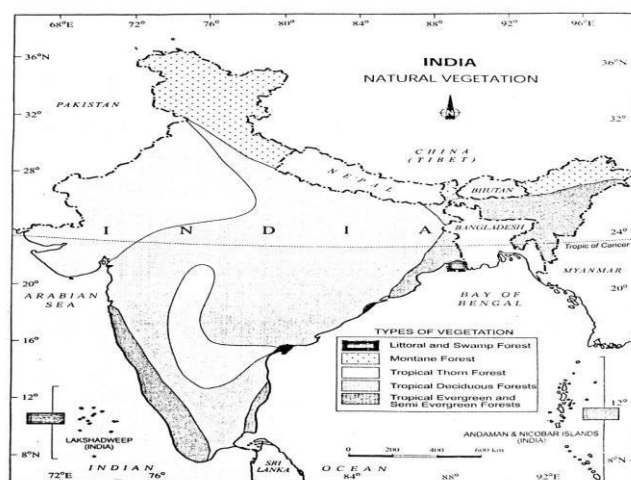 68°E 72° 76° 80° 84° 88° 92° 96°E
36°N 36°N
INDIA
NATURAL VEGETATION
N
PAKISTAN
32° 32
CHINA
(TIBET)
28° 28°
NEPAL
BHUTAN
INDIA
BANGLADESH
24°
Tropic of Cancer
MYANMAR
20° 20°
ARABIAN
SEA
BAY OF
BENGAL
16°
TYPES OF VEGETATION
Littoral and Swamp Forest
Montane Forest
Tropical Thorn Forest
Tropical Deciduous Forests
Tropical Evergreen and
Semi Evergreen Forests
12° 12°
LAKSHADWEEP
(INDIA)
ANDAMAN & NICOBAR ISLANDS
(INDIA)
0 200 400 600 km
8°N 8°N
SRI
LANKA
INDIAN OCEAN
72°E 76° 84° 88° 92°E